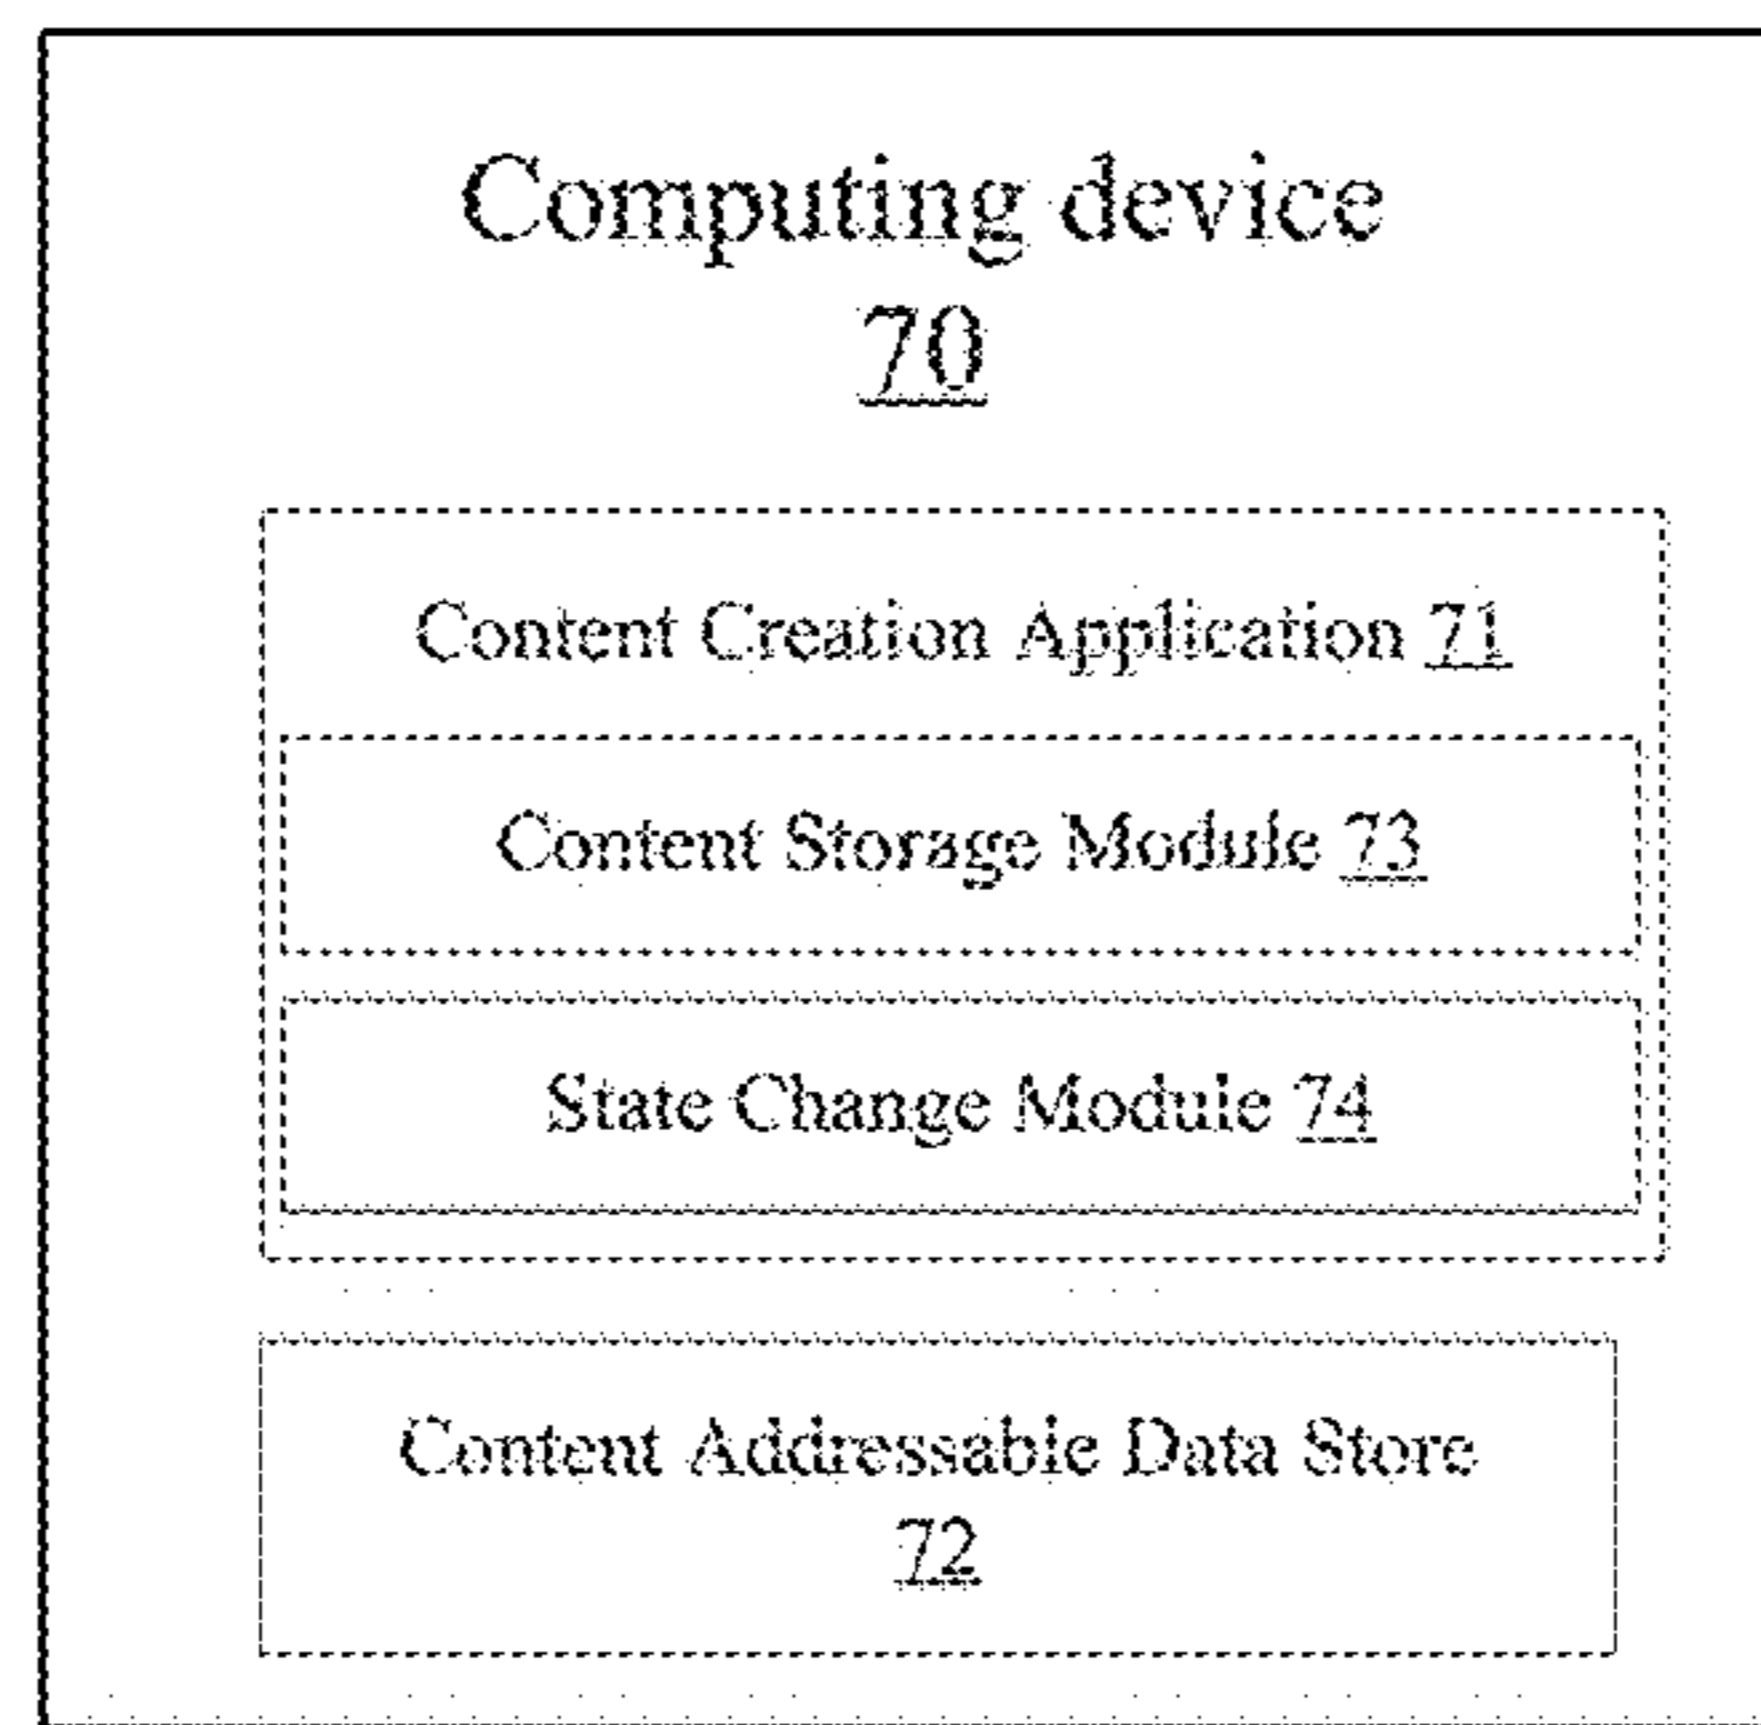 Computing device
70
Content Creation Application 71
Content Storage Module 73
State Change Module 74
Content Addressable Data Store
72